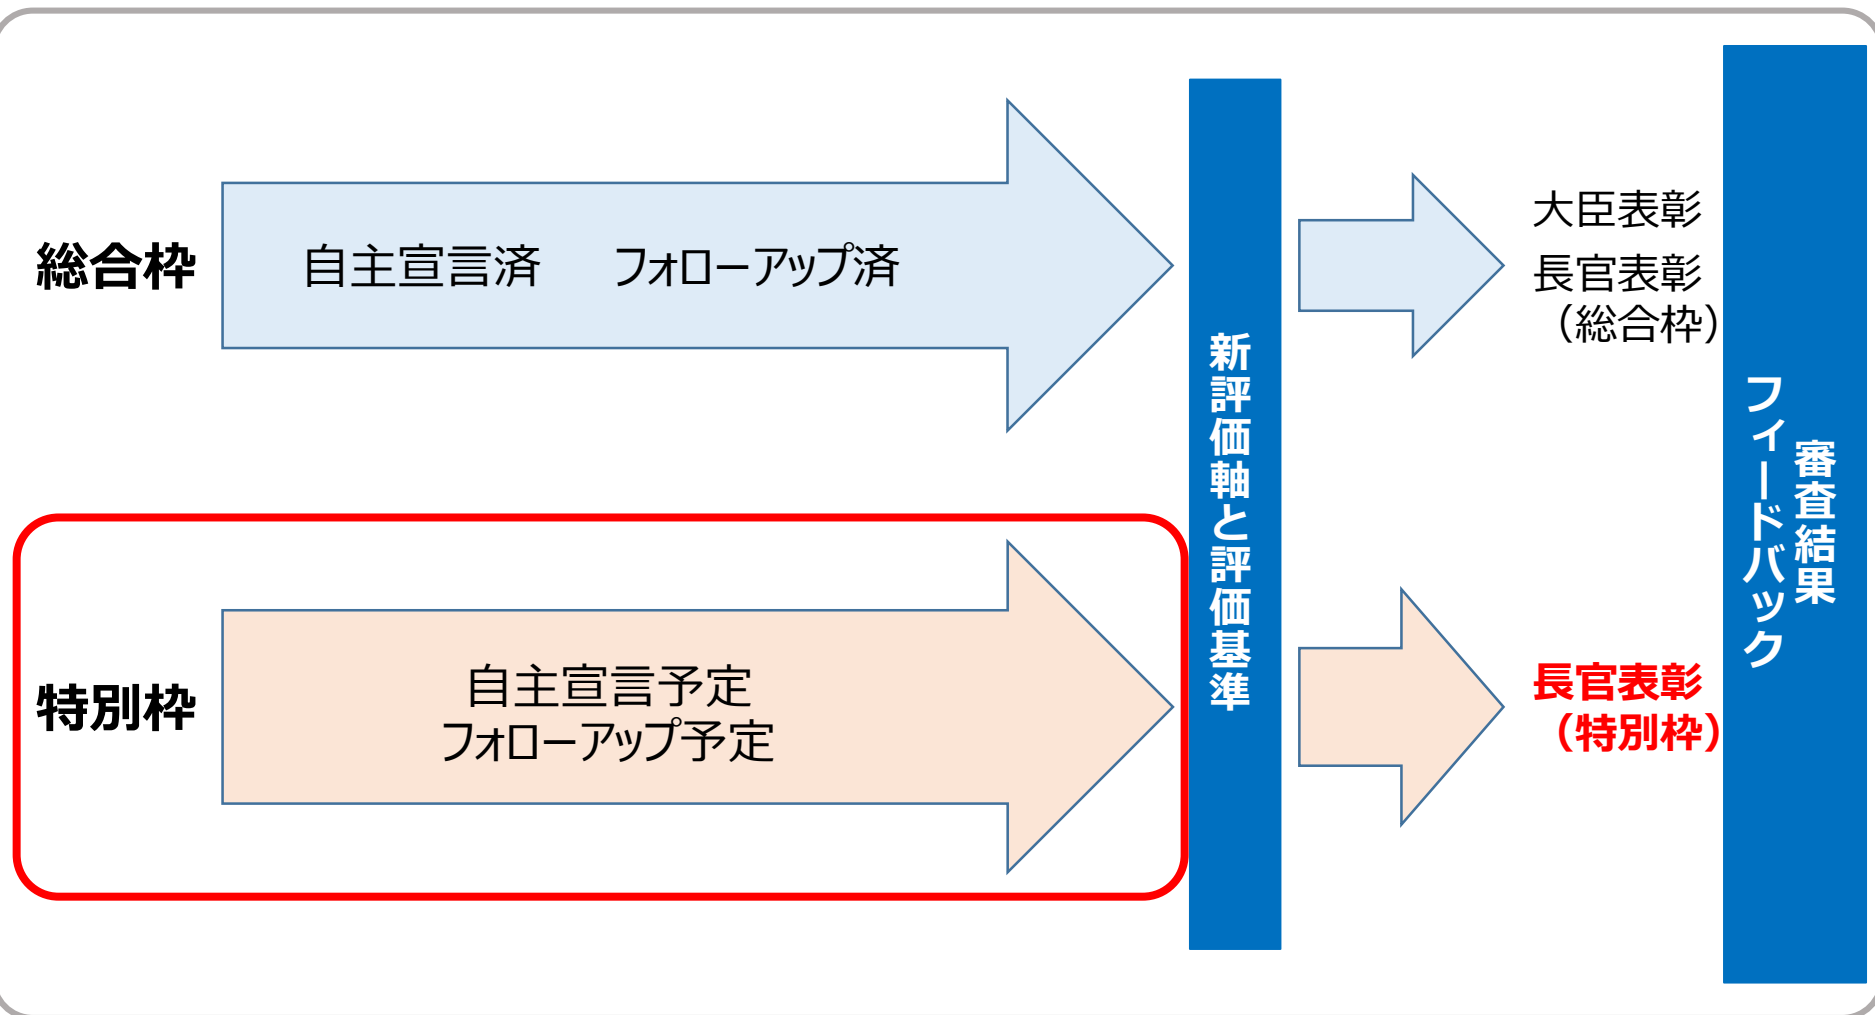 総合枠
自主宣言済 フォローアップ済
特別枠
自主宣言予定
フォローアップ予定
新評価軸と評価基準
大臣表彰
長官表彰
（総合枠）
長官表彰
（特別枠）
審査結果
フィードバック